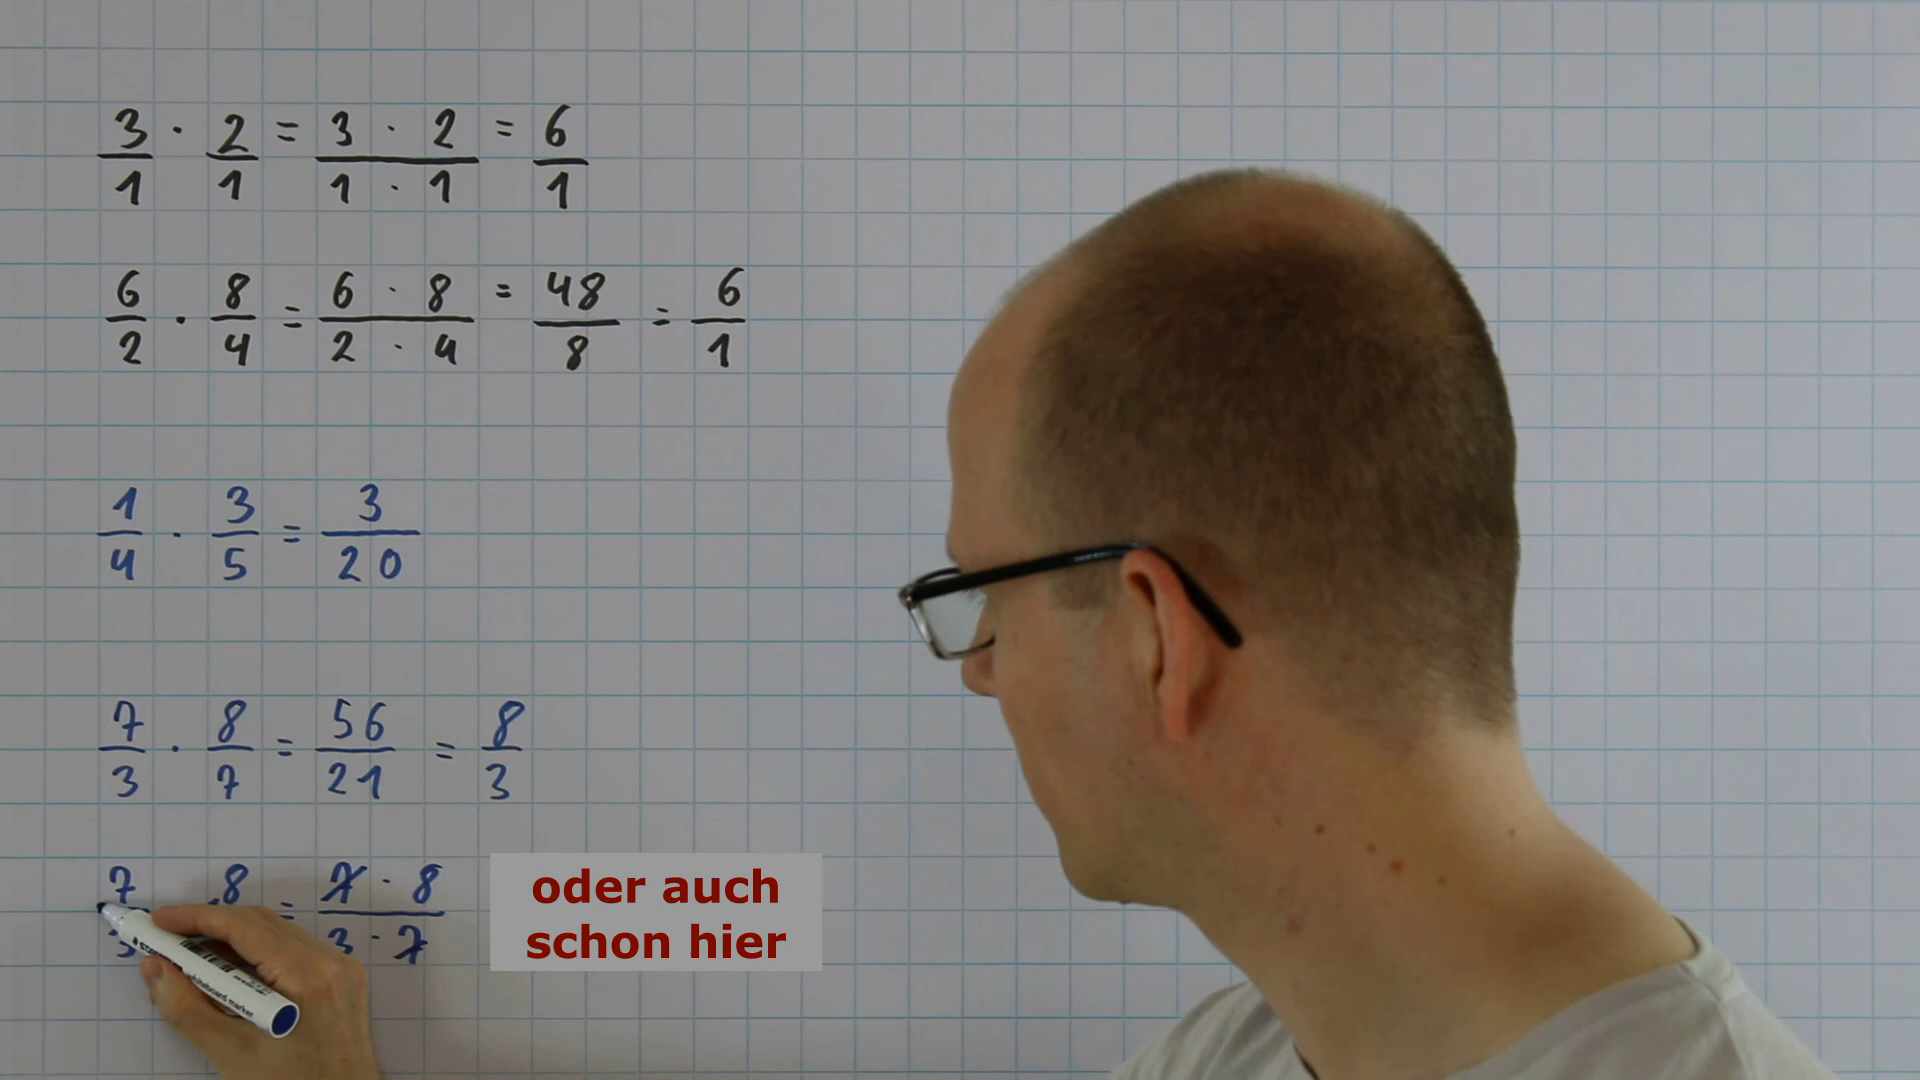 3/1 · 2/1 = 3 · 2 / 1 · 1 = 6/1
6/2 · 8/4 = 6 · 8 / 2 · 4 = 48/8 = 6/1
1/4 · 3/5 = 3/20
7/3 · 8/7 = 56/21 = 8/3
7/3 · 8 = 7 · 8 / 3 · 7
oder auch
schon hier